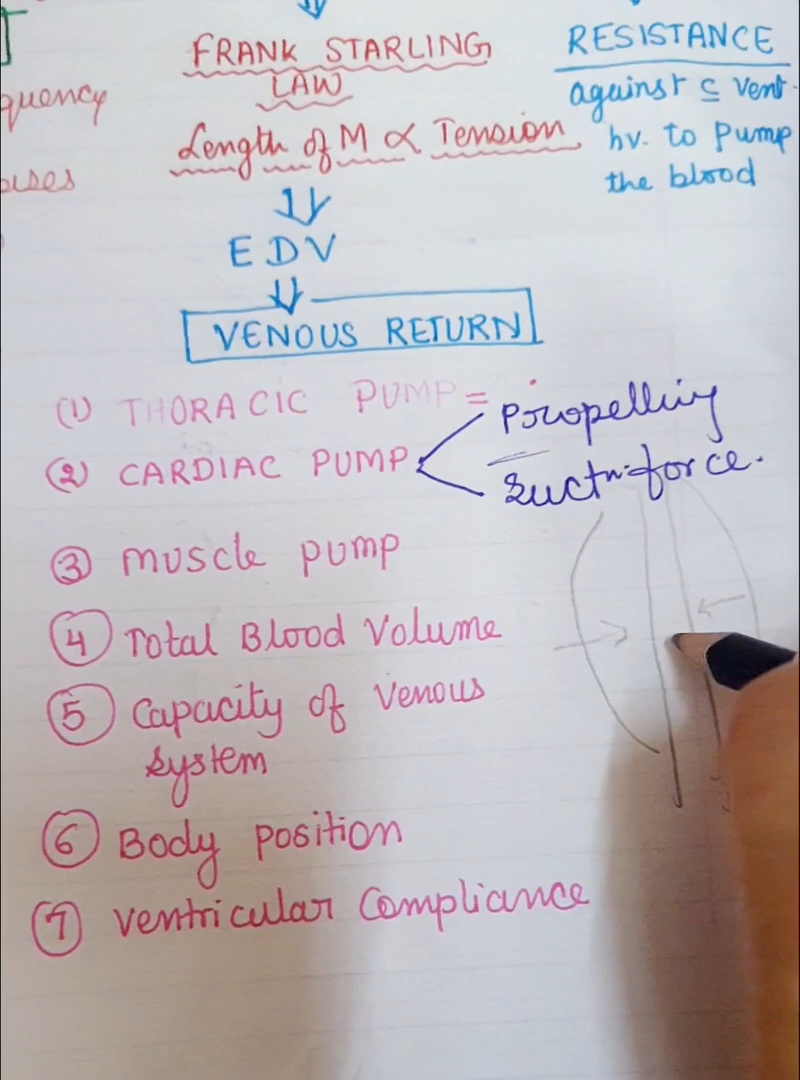 FRANK STARLING
LAW
Length of M ∝ Tension
EDV
VENOUS RETURN
RESISTANCE
against c̲ vent.
hv. to pump
the blood
quency
(1) THORACIC PUMP =
(2) CARDIAC PUMP
Propelling
Suctn. force.
③ Muscle pump
④ Total Blood Volume
⑤ Capacity of Venous
system
⑥ Body position
⑦ Ventricular Compliance